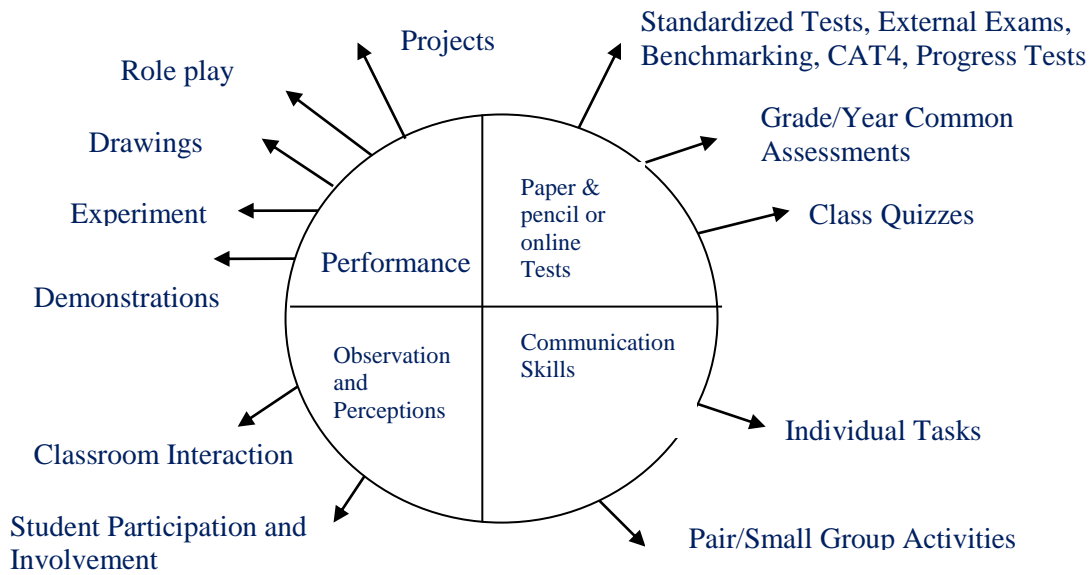 Projects
Standardized Tests, External Exams,
Benchmarking, CAT4, Progress Tests
Role play
Grade/Year Common
Assessments
Drawings
Paper &
pencil or
online
Tests
Experiment
Class Quizzes
Performance
Demonstrations
Observation
and
Perceptions
Communication
Skills
Individual Tasks
Classroom Interaction
Student Participation and
Involvement
Pair/Small Group Activities